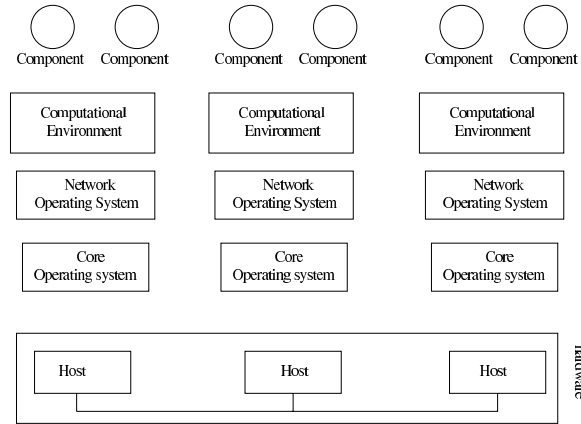 Component Component Component Component Component Component
Computational Computational Computational
Environment Environment Environment
Network Network Network
Operating System Operating System Operating System
Core Core Core
Operating system Operating system Operating system
Host Host Host
Hardware